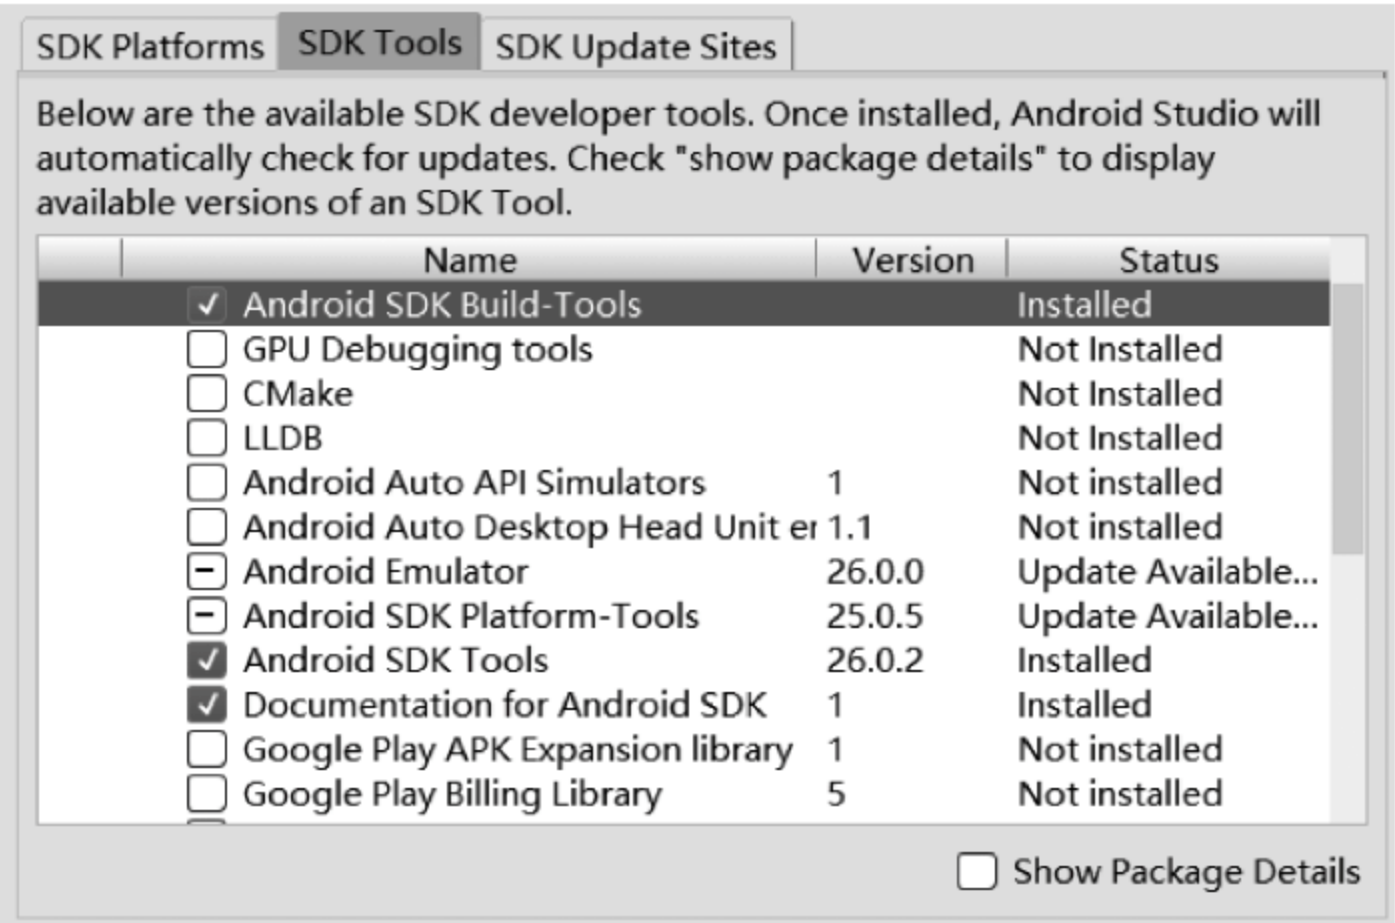 SDK Platforms SDK Tools SDK Update Sites
Below are the available SDK developer tools. Once installed, Android Studio will
automatically check for updates. Check "show package details" to display
available versions of an SDK Tool.
Name Version Status
Android SDK Build-Tools Installed
GPU Debugging tools Not Installed
CMake Not Installed
LLDB Not Installed
Android Auto API Simulators 1 Not installed
Android Auto Desktop Head Unit er 1.1 Not installed
Android Emulator 26.0.0 Update Available...
Android SDK Platform-Tools 25.0.5 Update Available...
Android SDK Tools 26.0.2 Installed
Documentation for Android SDK 1 Installed
Google Play APK Expansion library 1 Not installed
Google Play Billing Library 5 Not installed
Show Package Details